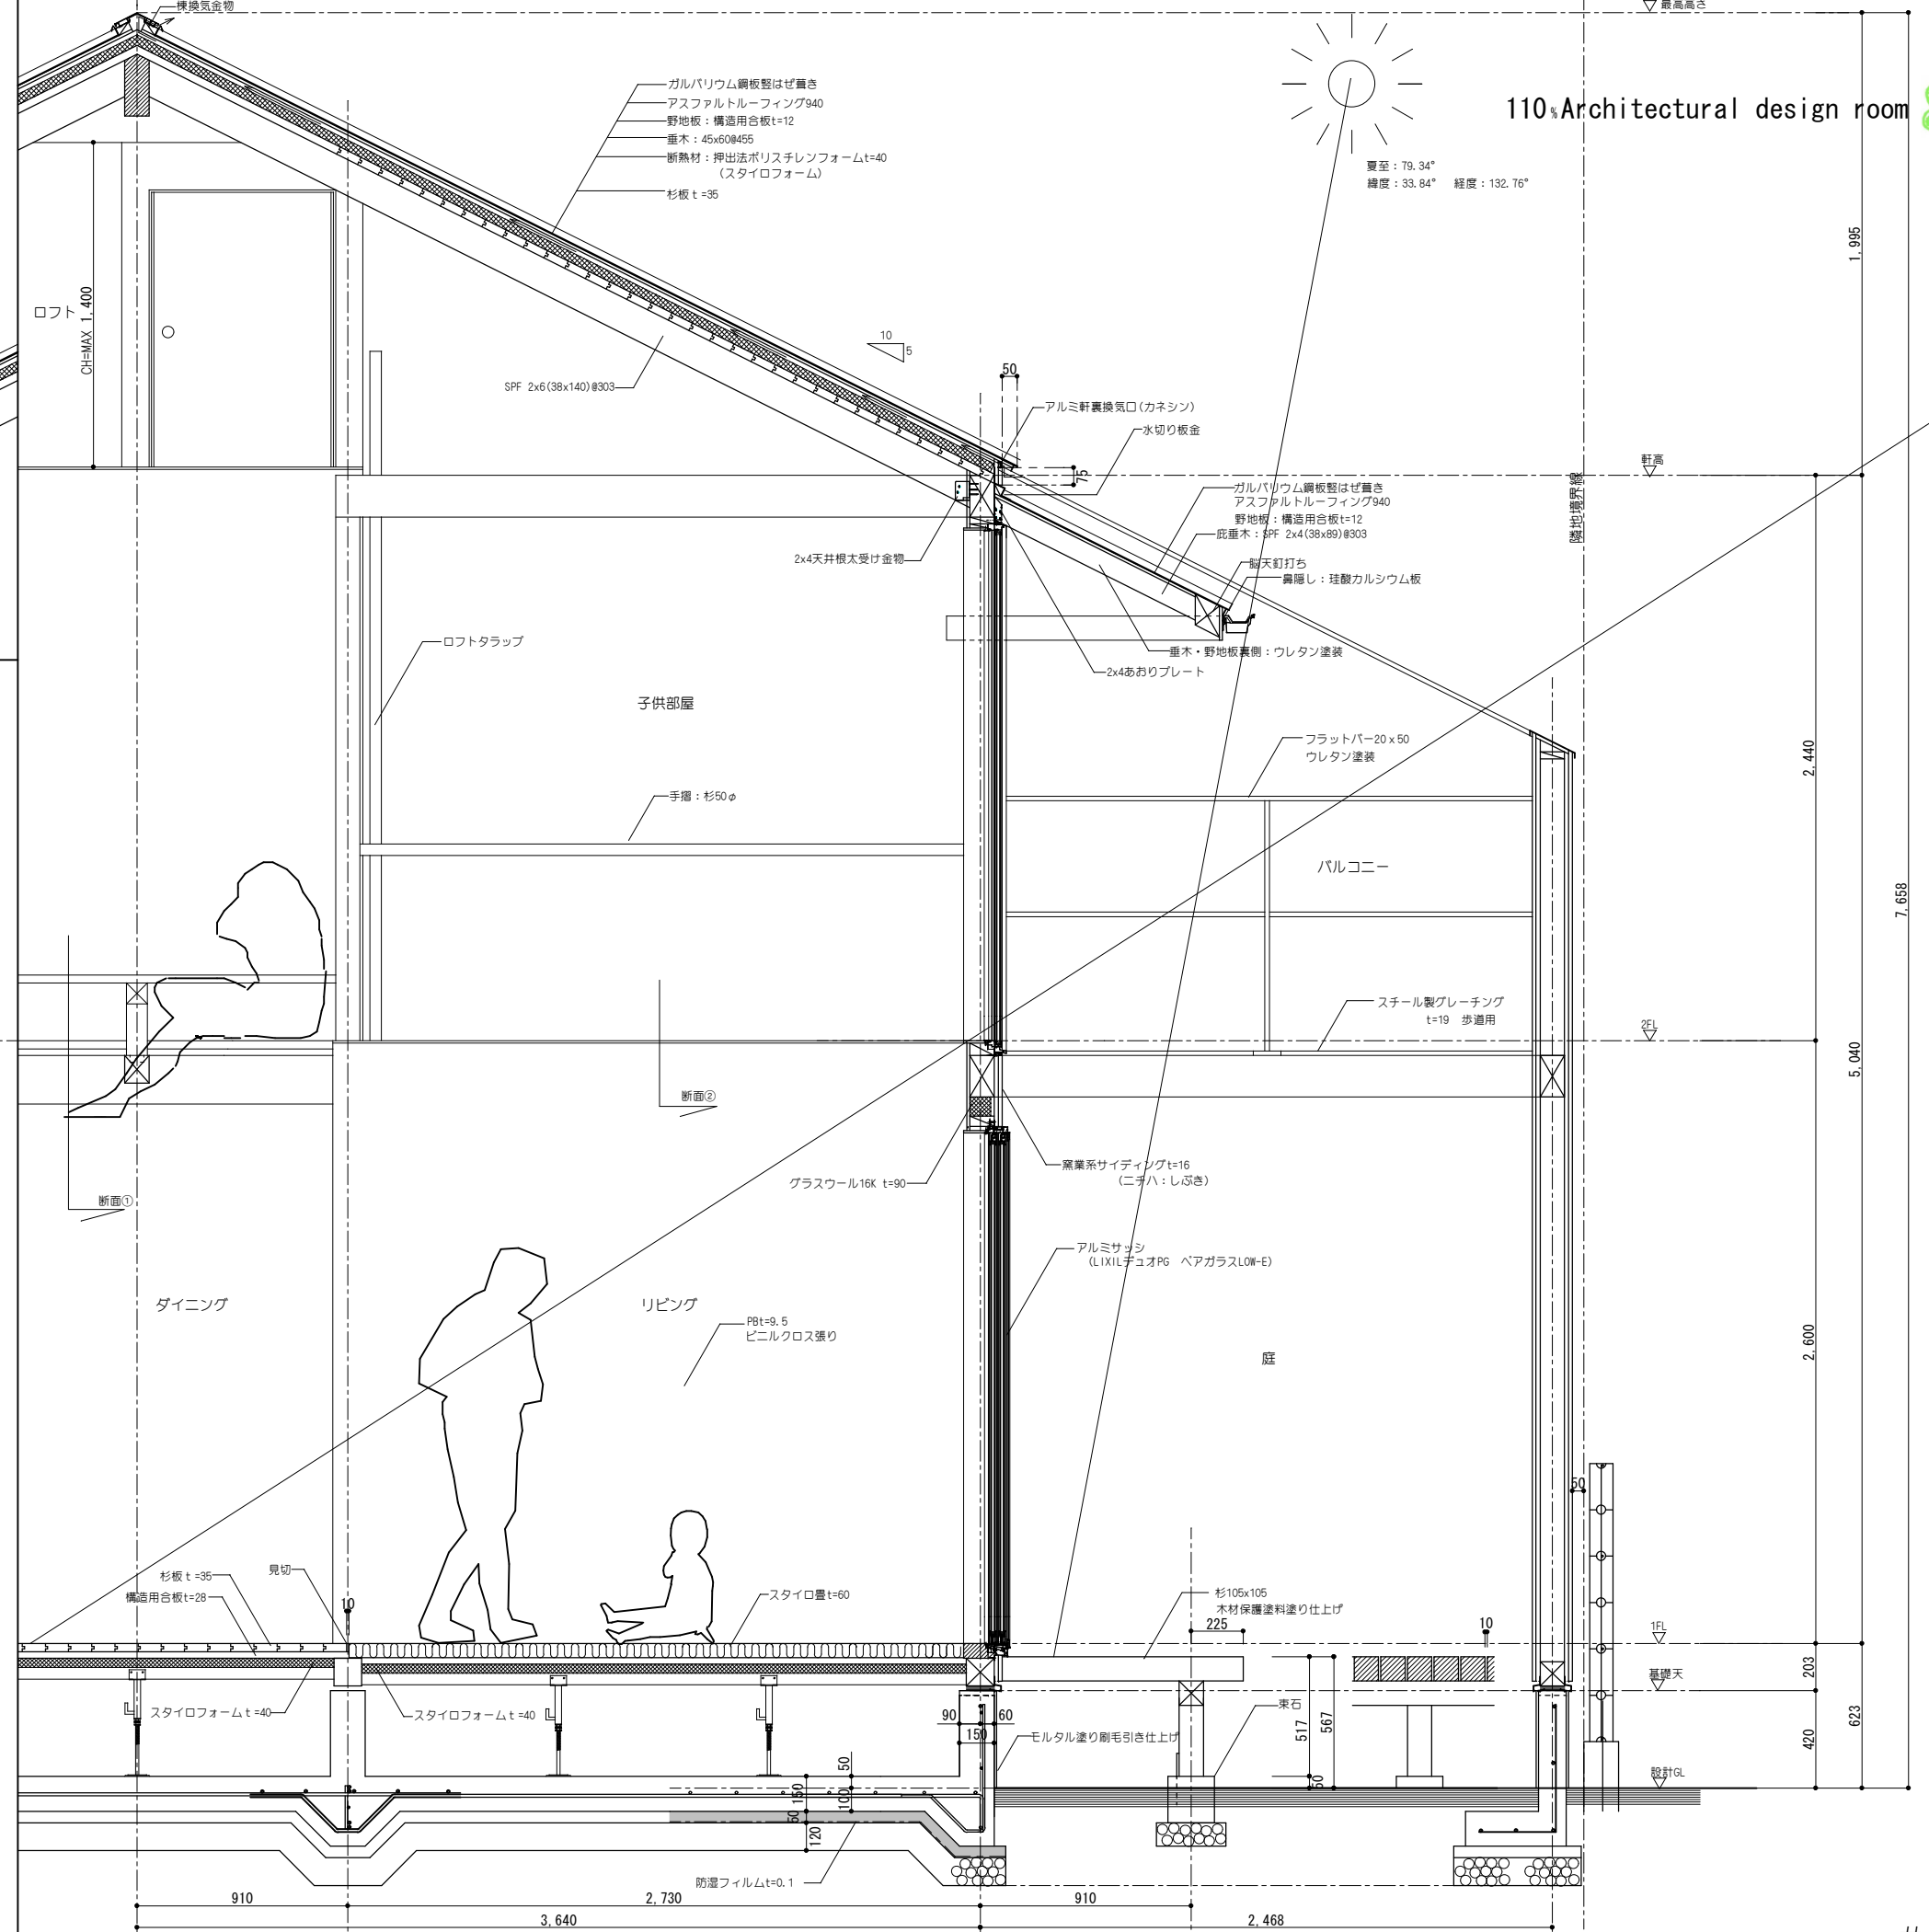 棟換気金物
最高高さ
ガルバリウム鋼板竪はぜ葺き
アスファルトルーフィング940
野地板：構造用合板t=12
垂木：45x60@455
断熱材：押出法ポリスチレンフォームt=40
（スタイロフォーム）
杉板ｔ=35
110%Architectural design room
夏至：79.34°
緯度：33.84° 経度：132.76°
1,995
ロフト
CH=MAX 1,400
10
5
SPF 2x6(38x140)@303
50
アルミ軒裏換気口(カネシン)
水切り板金
75
軒高
隣地境界線
ガルバリウム鋼板竪はぜ葺き
アスファルトルーフィング940
野地板：構造用合板t=12
庇垂木：SPF 2x4(38x89)@303
2x4天井根太受け金物
脳天釘打ち
鼻隠し：珪酸カルシウム板
ロフトタラップ
垂木・野地板裏側：ウレタン塗装
2x4あおりプレート
子供部屋
フラットバー20ｘ50
ウレタン塗装
2,440
手摺：杉50φ
バルコニー
7,658
スチール製グレーチング
t=19 歩道用
2FL
5,040
断面②
グラスウール16K t=90
窯業系サイディングt=16
（ニチハ：しぶき）
断面①
アルミサッシ
（LIXILデュオPG ペアガラスLOW-E）
ダイニング
リビング
PBt=9.5
ビニルクロス張り
庭
2,600
50
杉板ｔ=35
見切
構造用合板t=28
10
スタイロ畳t=60
杉105x105
木材保護塗料塗り仕上げ
225
10
1FL
203
基礎天
スタイロフォームｔ=40
スタイロフォームｔ=40
90
60
150
モルタル塗り刷毛引き仕上げ
束石
517
567
50
420
623
設計GL
50
150
100
60
120
防湿フィルムt=0.1
910
2,730
910
3,640
2,468